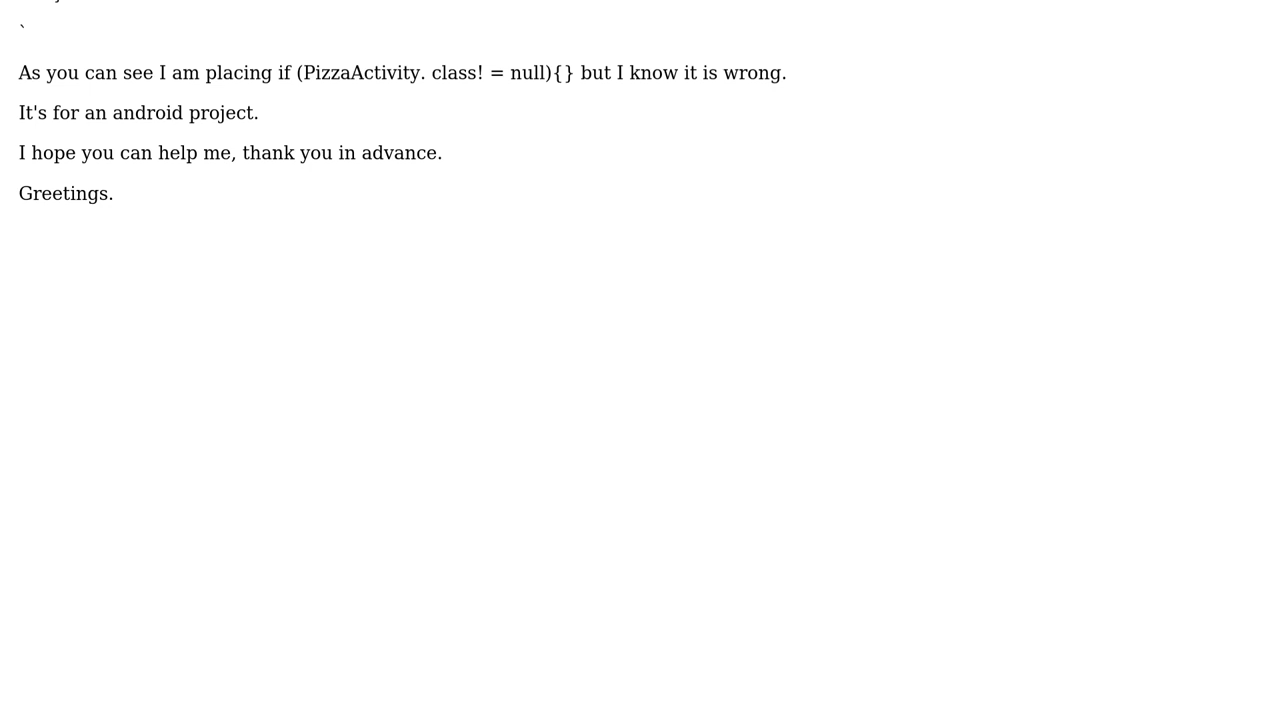 `
As you can see I am placing if (PizzaActivity. class! = null){} but I know it is wrong.
It's for an android project.
I hope you can help me, thank you in advance.
Greetings.